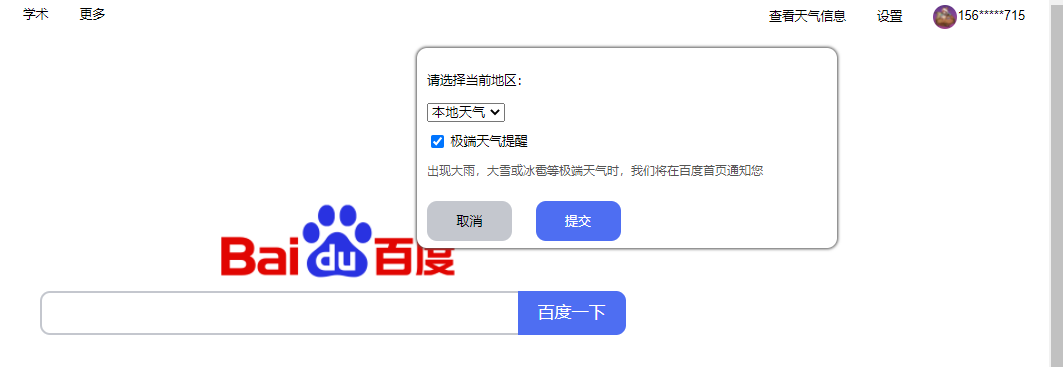 学术 更多 查看天气信息 设置 156*****715
请选择当前地区：
本地天气
极端天气提醒
出现大雨，大雪或冰雹等极端天气时，我们将在百度首页通知您
取消 提交
Bai du 百度
百度一下